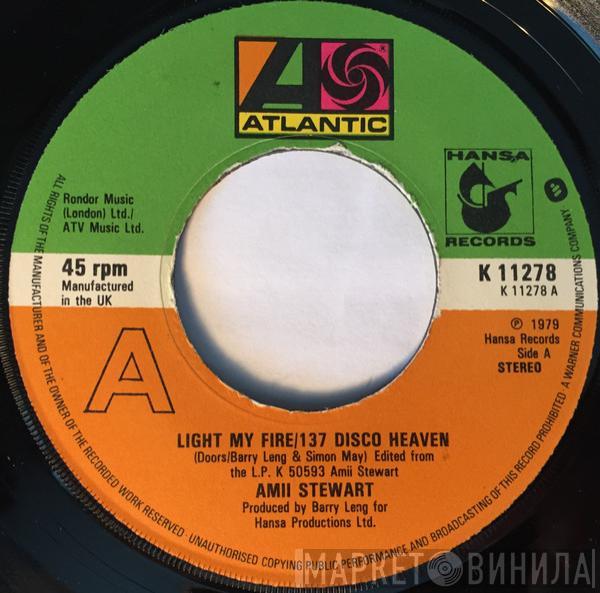 ATLANTIC
HANSA
RECORDS
Rondor Music
(London) Ltd./
ATV Music Ltd.
45 rpm
Manufactured
in the UK
K 11278
K 11278 A
℗ 1979
Hansa Records
Side A
STEREO
A
LIGHT MY FIRE/137 DISCO HEAVEN
(Doors/Barry Leng & Simon May) Edited from
the L.P. K 50593 Amii Stewart
AMII STEWART
Produced by Barry Leng for
Hansa Productions Ltd.
ALL RIGHTS OF THE MANUFACTURER AND OF THE OWNER OF THE RECORDED WORK RESERVED · UNAUTHORISED COPYING PUBLIC PERFORMANCE AND BROADCASTING OF THIS RECORD PROHIBITED · A WARNER COMMUNICATIONS COMPANY
МАРКЕТ ВИНИЛА